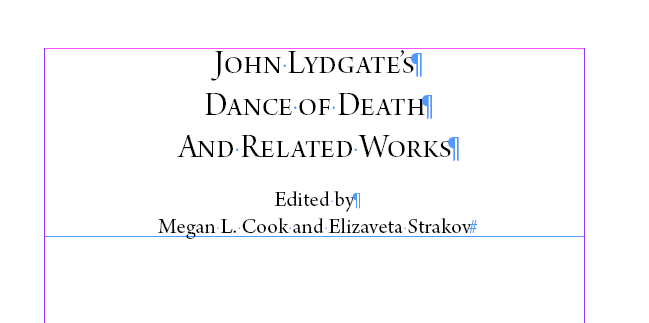 John Lydgate’s
Dance of Death
And Related Works
Edited by
Megan L. Cook and Elizaveta Strakov